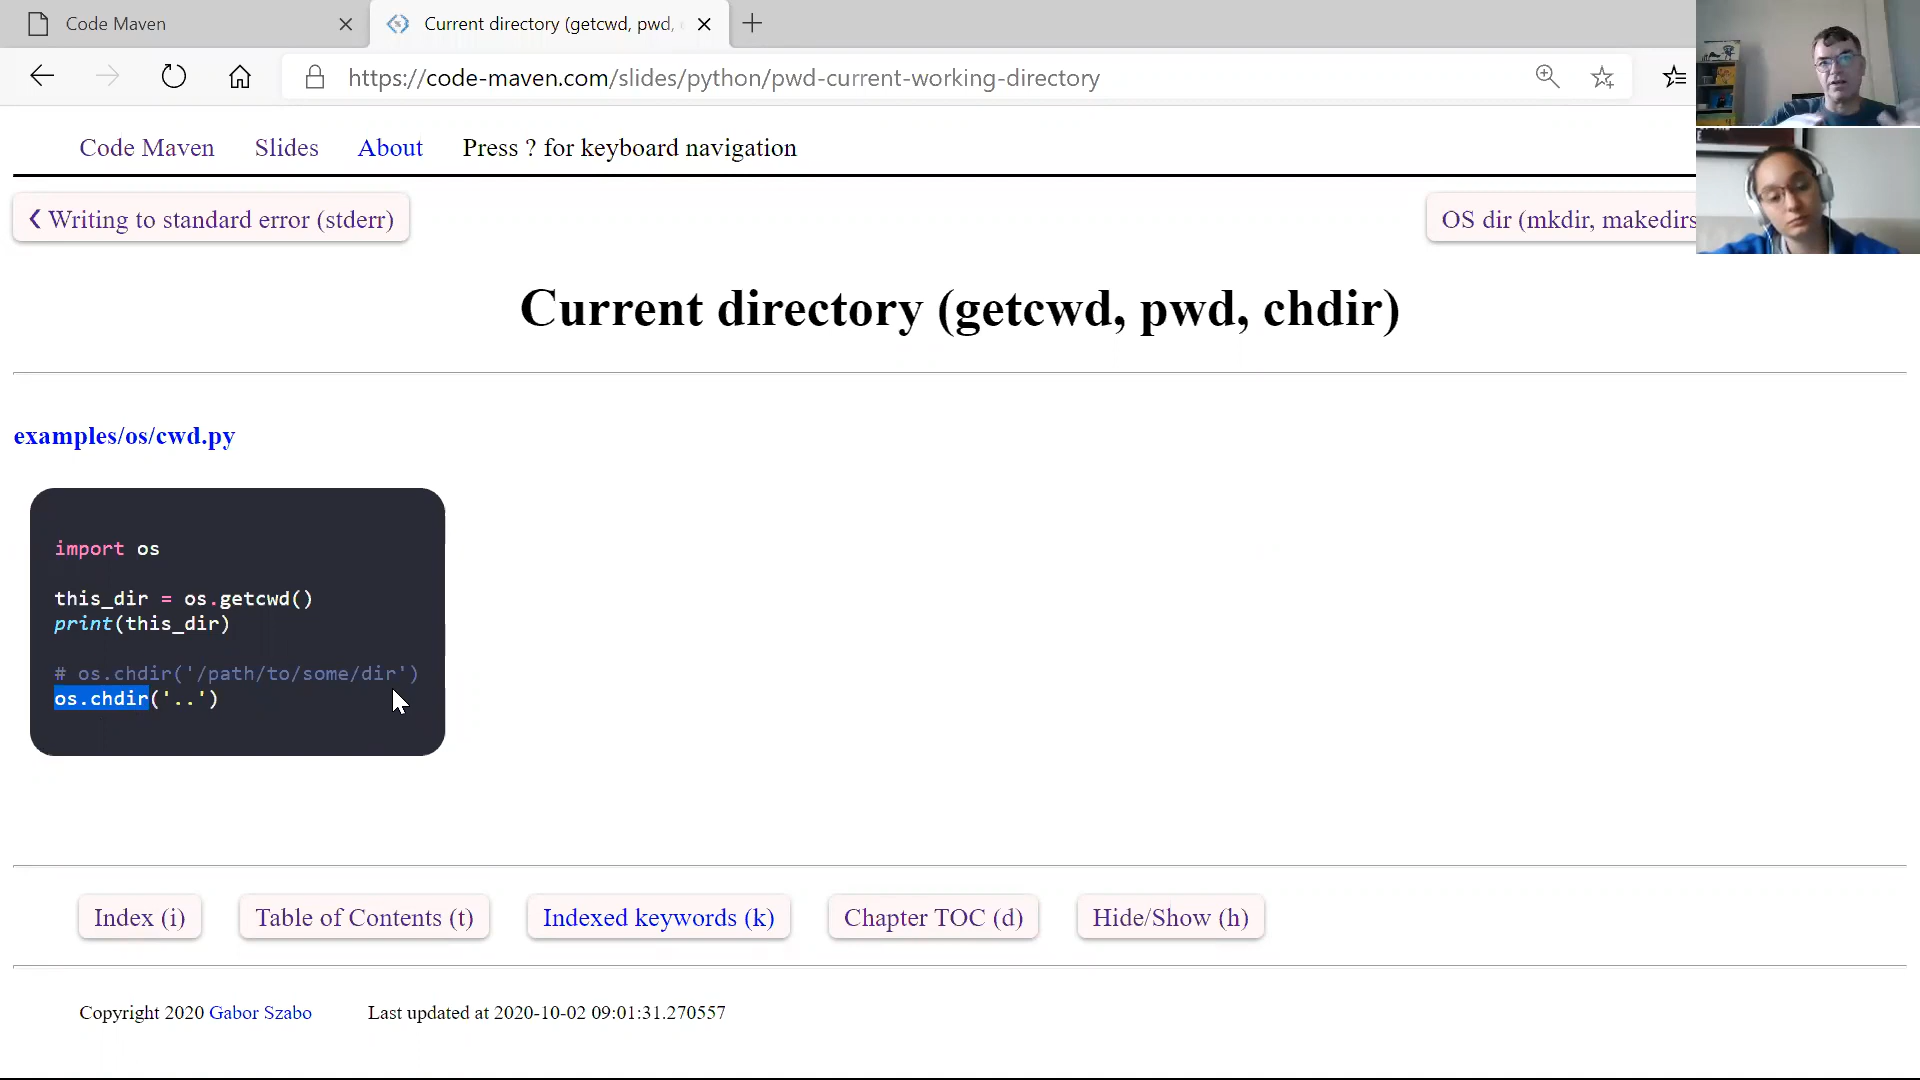 Code Maven
Current directory (getcwd, pwd,
https://code-maven.com/slides/python/pwd-current-working-directory
Code Maven Slides About Press ? for keyboard navigation
❮ Writing to standard error (stderr)
OS dir (mkdir, makedirs
Current directory (getcwd, pwd, chdir)
examples/os/cwd.py
import os
this_dir = os.getcwd()
print(this_dir)
# os.chdir('/path/to/some/dir')
os.chdir('..')
Index (i) Table of Contents (t) Indexed keywords (k) Chapter TOC (d) Hide/Show (h)
Copyright 2020 Gabor Szabo Last updated at 2020-10-02 09:01:31.270557